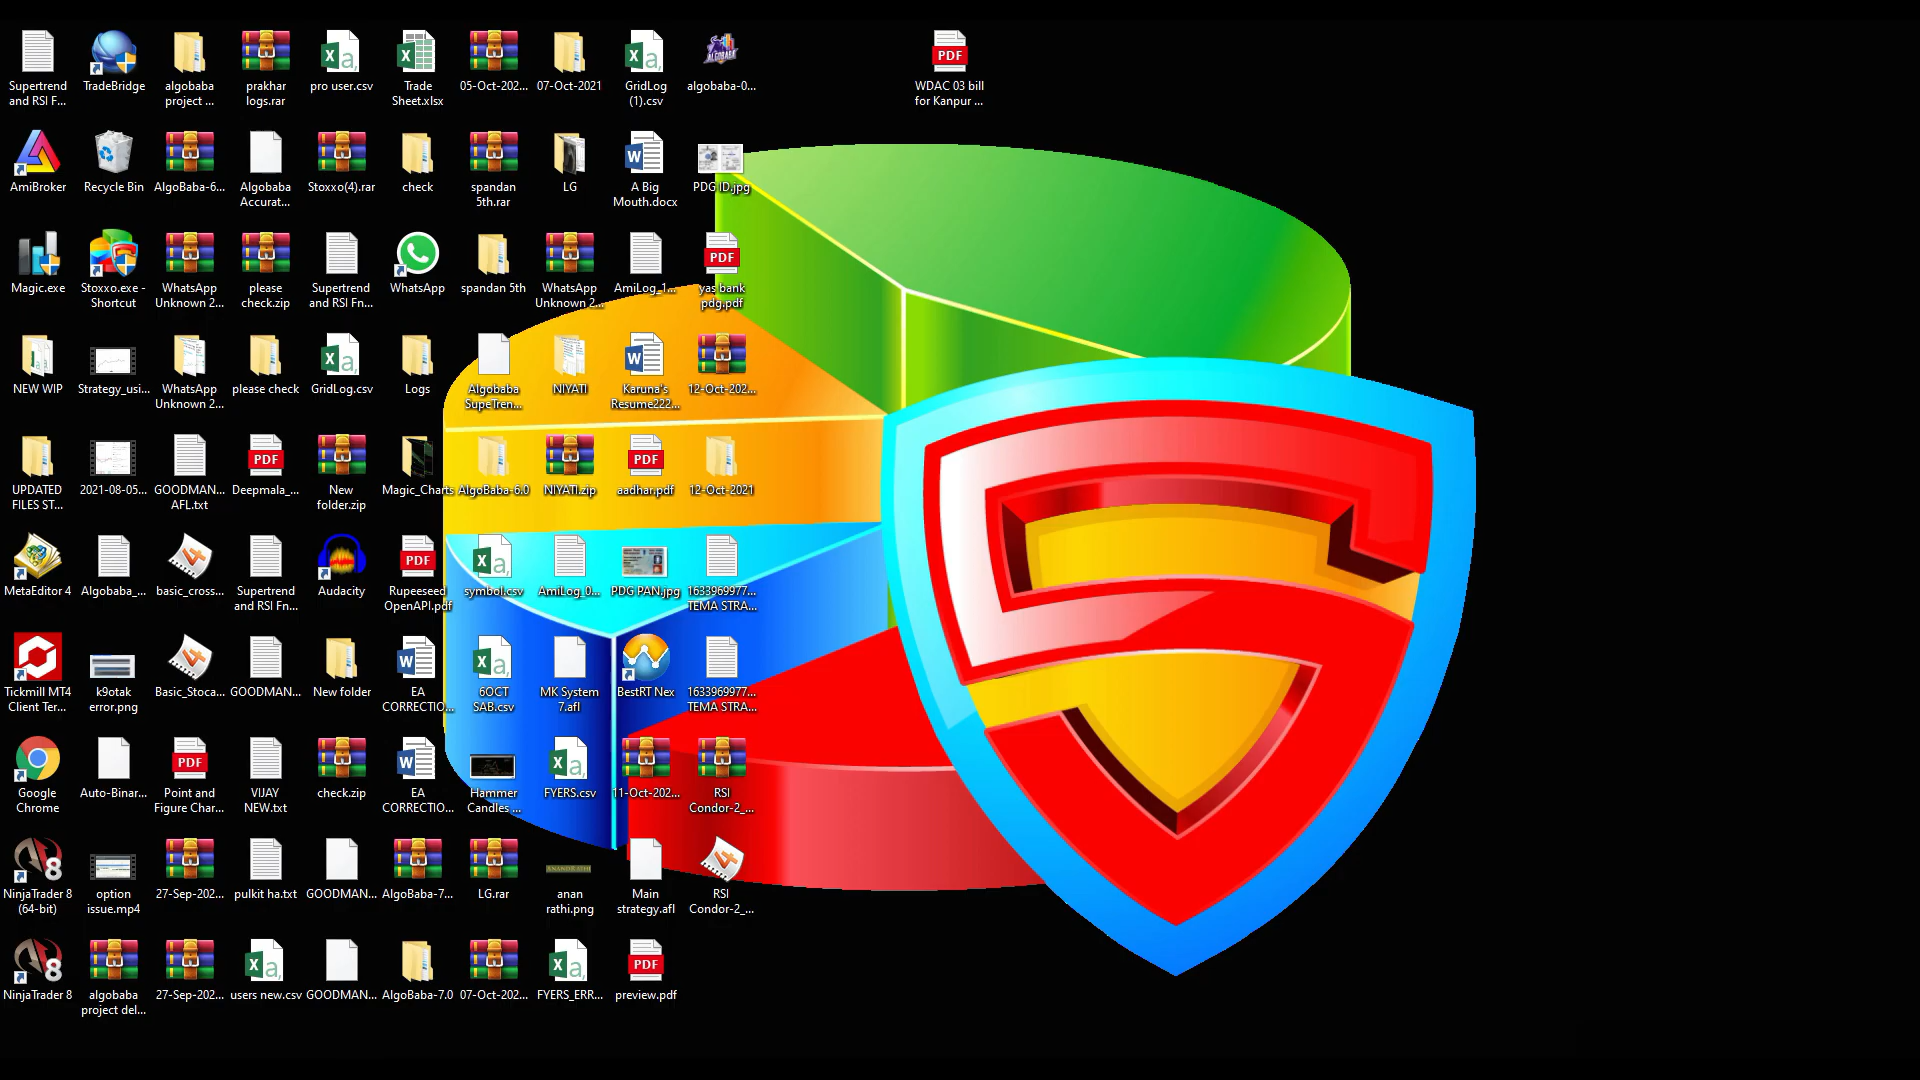 Supertrend
and RSI F...
TradeBridge
algobaba
project ...
prakhar
logs.rar
pro user.csv
Trade
Sheet.xlsx
05-Oct-202...
07-Oct-2021
GridLog
(1).csv
algobaba-0...
WDAC 03 bill
for Kanpur ...
AmiBroker
Recycle Bin
AlgoBaba-6...
Algobaba
Accurat...
Stoxxo(4).rar
check
spandan
5th.rar
LG
A Big
Mouth.docx
PDG ID.jpg
Magic.exe
Stoxxo.exe -
Shortcut
WhatsApp
Unknown 2...
please
check.zip
Supertrend
and RSI Fn...
WhatsApp
spandan 5th
WhatsApp
Unknown 2...
AmiLog_1...
yas bank
pdg.pdf
NEW WIP
Strategy_usi...
WhatsApp
Unknown 2...
please check
GridLog.csv
Logs
Algobaba
SupeTren...
NIYATI
Karuna's
Resume222...
12-Oct-202...
UPDATED
FILES ST...
2021-08-05...
GOODMAN...
AFL.txt
Deepmala_...
New
folder.zip
Magic_Charts
AlgoBaba-6.0
NIYATI.zip
aadhar.pdf
12-Oct-2021
MetaEditor 4
Algobaba_...
basic_cross...
Supertrend
and RSI Fn...
Audacity
Rupeeseed
OpenAPI.pdf
symbol.csv
AmiLog_0...
PDG PAN.jpg
1633969977...
TEMA STRA...
Tickmill MT4
Client Ter...
k9otak
error.png
Basic_Stoca...
GOODMAN...
New folder
EA
CORRECTIO...
6OCT
SAB.csv
MK System
7.afl
BestRT Nex
1633969977...
TEMA STRA...
Google
Chrome
Auto-Binar...
Point and
Figure Char...
VIJAY
NEW.txt
check.zip
EA
CORRECTIO...
Hammer
Candles ...
FYERS.csv
11-Oct-202...
RSI
Condor-2_...
NinjaTrader 8
(64-bit)
option
issue.mp4
27-Sep-202...
pulkit ha.txt
GOODMAN...
AlgoBaba-7...
LG.rar
anan
rathi.png
Main
strategy.afl
RSI
Condor-2_...
NinjaTrader 8
algobaba
project del...
27-Sep-202...
users new.csv
GOODMAN...
AlgoBaba-7.0
07-Oct-202...
FYERS_ERR...
preview.pdf